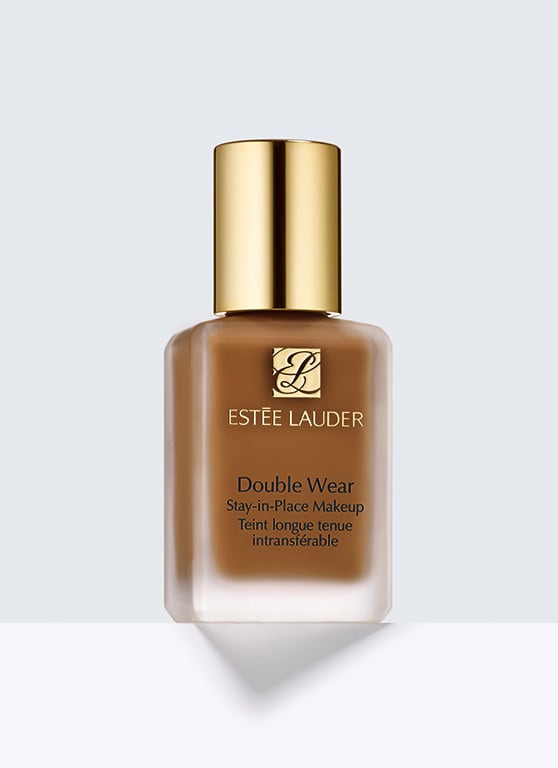 ESTĒE LAUDER
Double Wear
Stay-in-Place Makeup
Teint longue tenue
intransférable